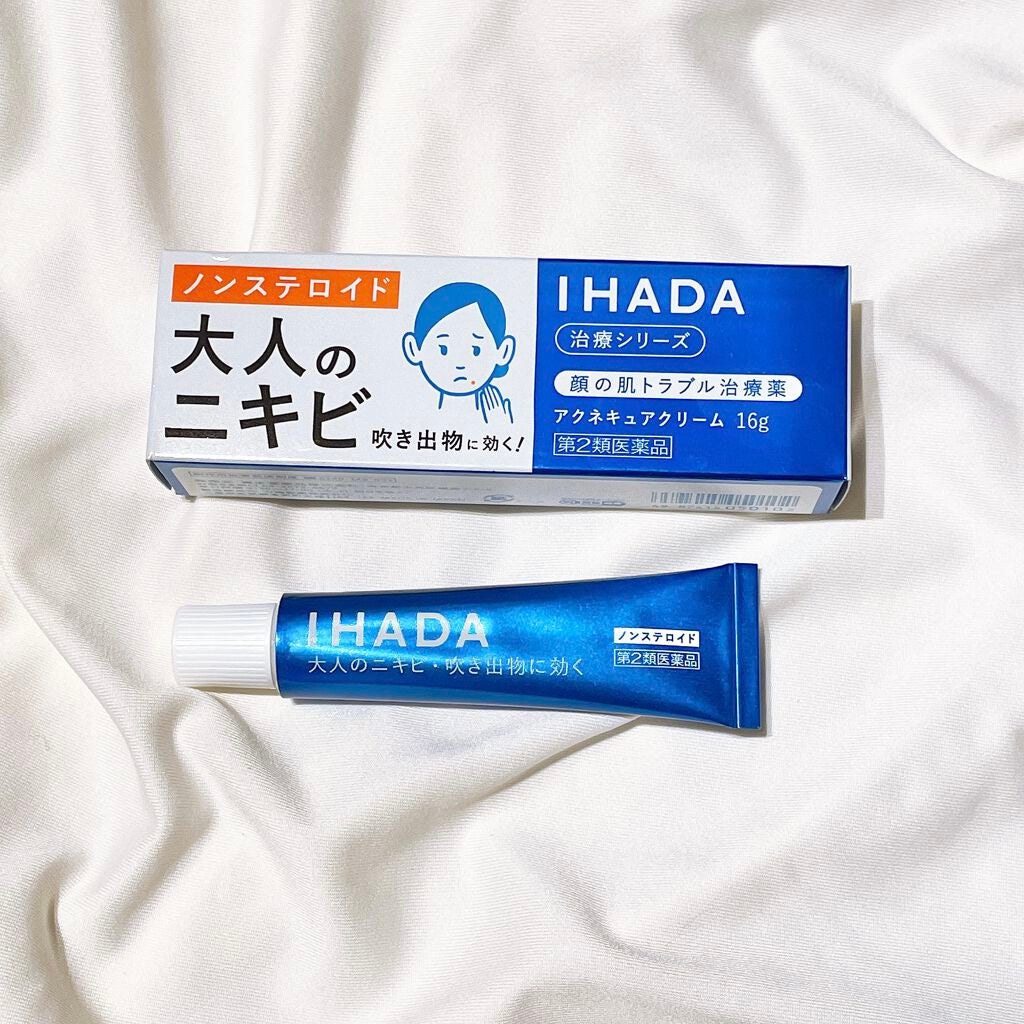 ノンステロイド
大人の
ニキビ
吹き出物に効く!
IHADA
治療シリーズ
顔の肌トラブル治療薬
アクネキュアクリーム 16g
第2類医薬品
IHADA
大人のニキビ・吹き出物に効く
ノンステロイド
第2類医薬品